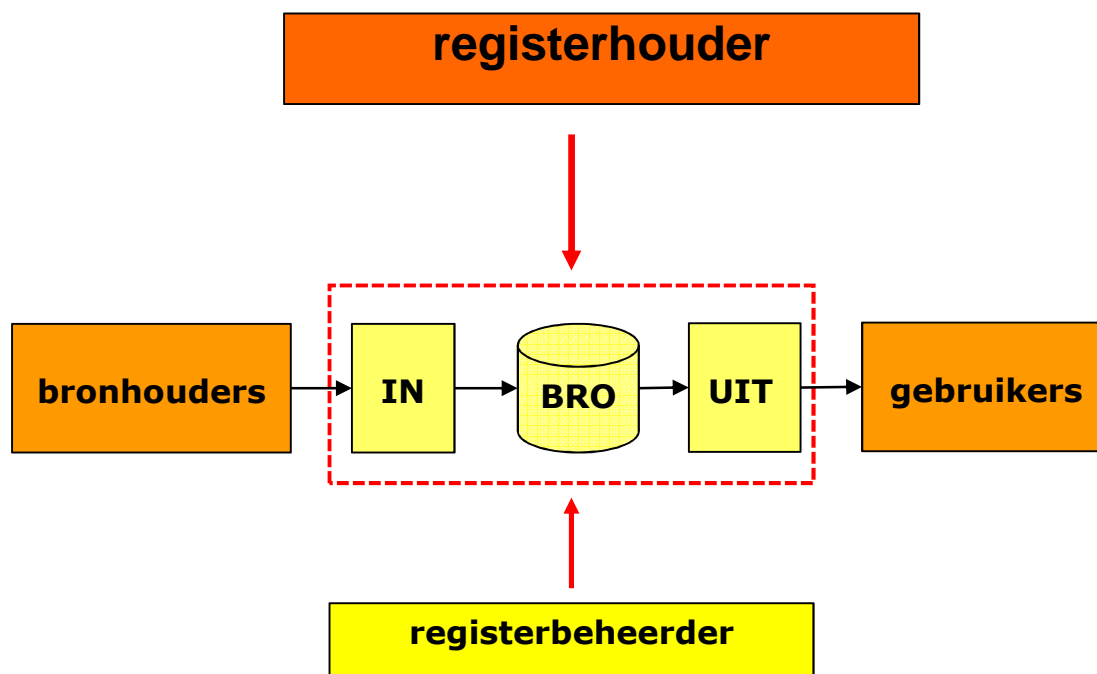 registerhouder
bronhouders
IN
BRO
UIT
gebruikers
registerbeheerder